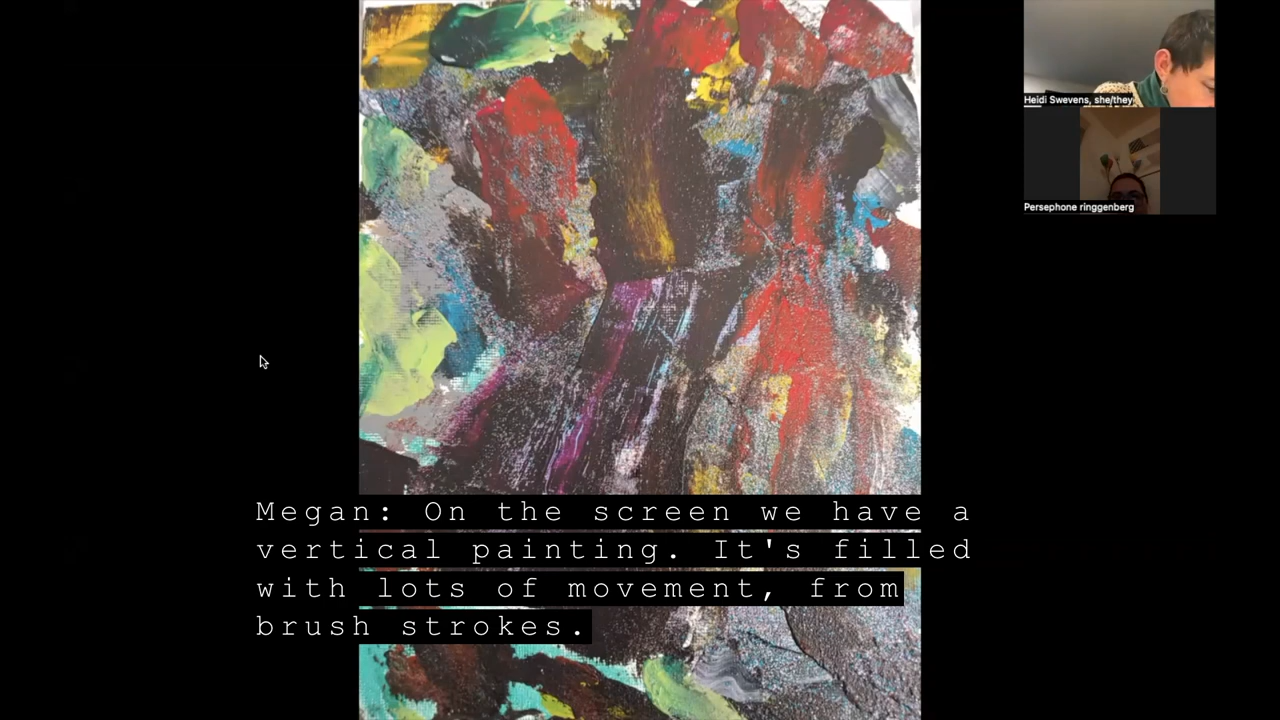 Heidi Swevens, she/they
Persephone ringgenberg
Megan: On the screen we have a
vertical painting. It's filled
with lots of movement, from
brush strokes.